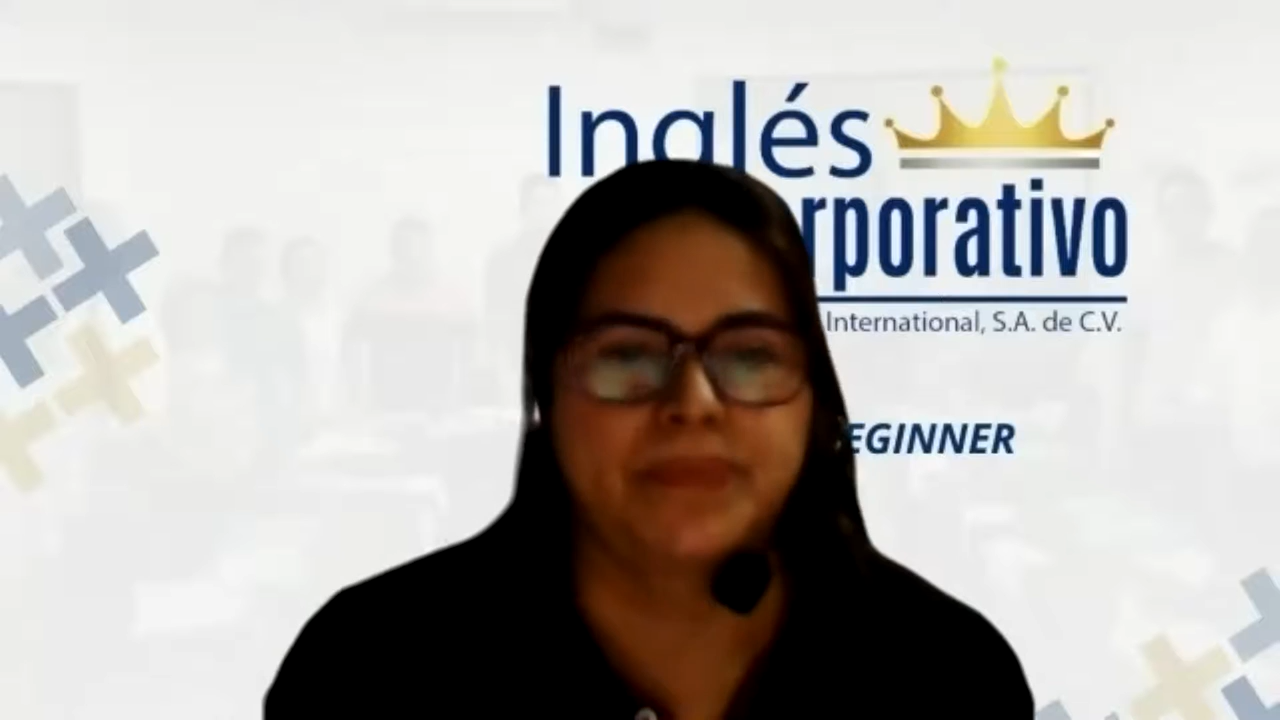 Inglés
rporativo
International, S.A. de C.V.
EGINNER